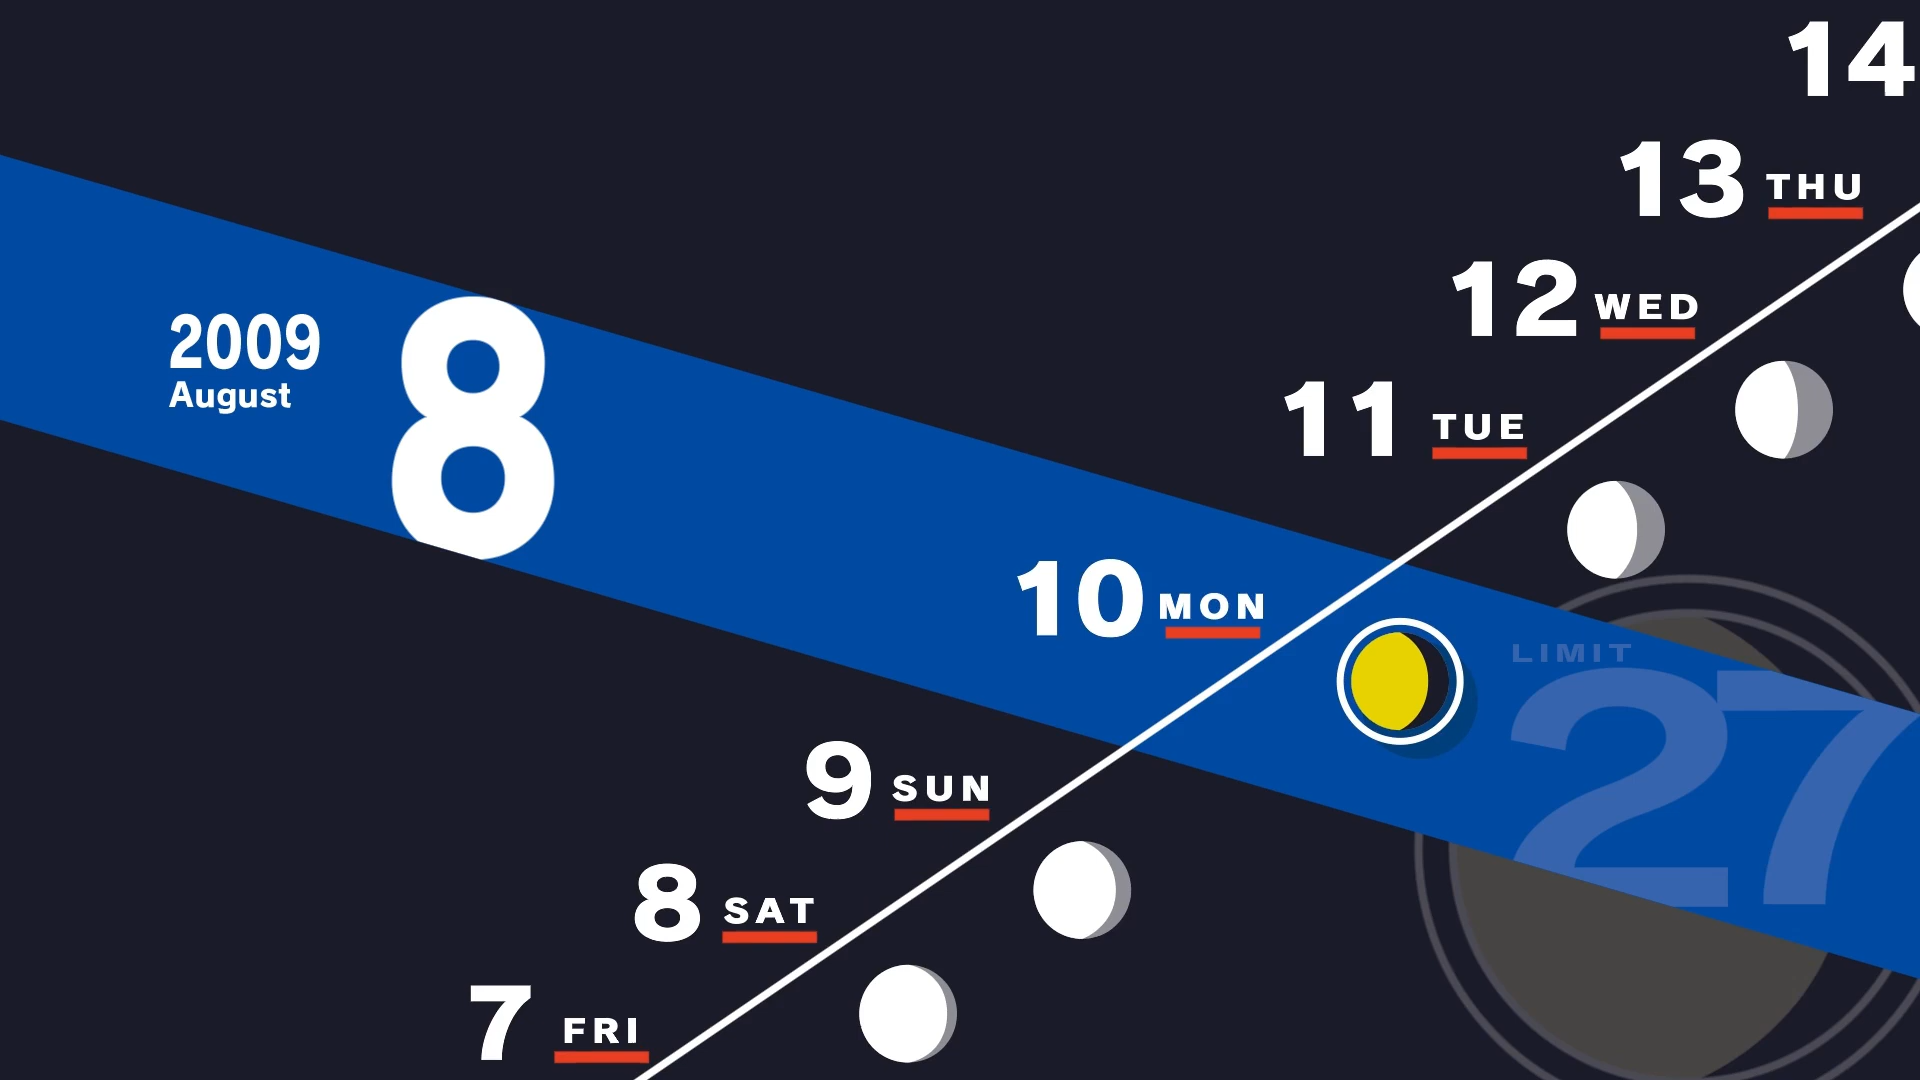 14
13 THU
12 WED
2009
August
8
11 TUE
10 MON
LIMIT
27
9 SUN
8 SAT
7 FRI